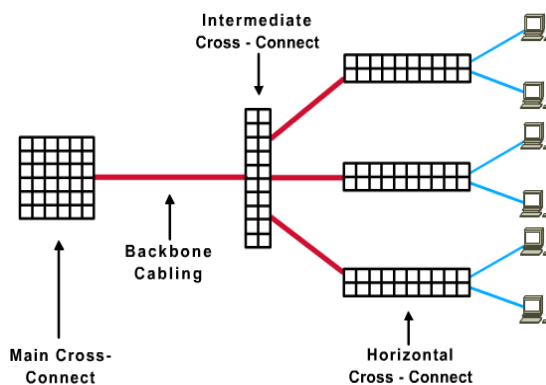 Intermediate
Cross - Connect
Backbone
Cabling
Main Cross-
Connect
Horizontal
Cross - Connect